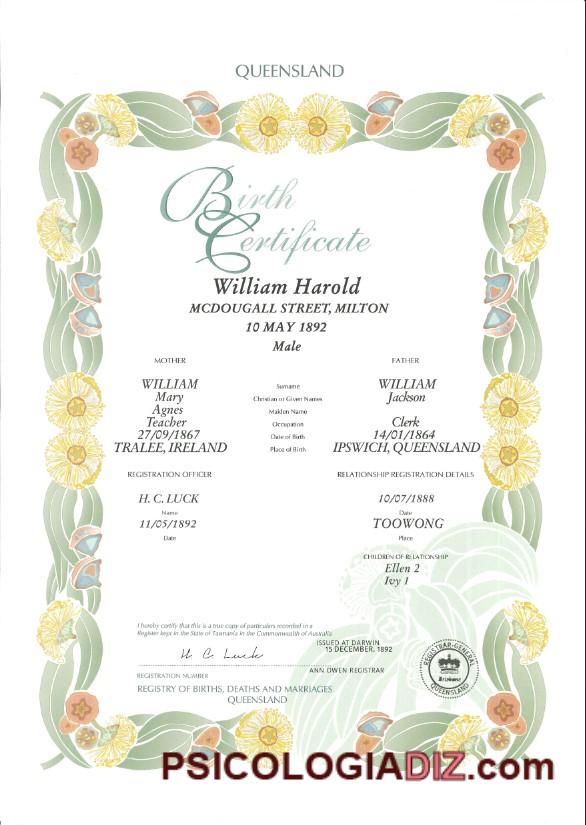 QUEENSLAND
Birth
Certificate
William Harold
MCDOUGALL STREET, MILTON
10 MAY 1892
Male
MOTHER
FATHER
WILLIAM Surname WILLIAM
Mary Christian or Given Names Jackson
Agnes Maiden Name
Teacher Occupation Clerk
27/09/1867 Date of Birth 14/01/1864
TRALEE, IRELAND Place of Birth IPSWICH, QUEENSLAND
REGISTRATION OFFICER
H. C. LUCK
Name
11/05/1892
Date
RELATIONSHIP REGISTRATION DETAILS
10/07/1888
Date
TOOWONG
Place
CHILDREN OF RELATIONSHIP
Ellen 2
Ivy 1
I hereby certify that this is a true copy of particulars recorded in a
Register kept in the State of Tasmania in the Commonwealth of Australia
H C Luck
ISSUED AT DARWIN
15 DECEMBER, 1892
ANN OWEN REGISTRAR
REGISTRATION NUMBER
REGISTRY OF BIRTHS, DEATHS AND MARRIAGES
QUEENSLAND
REGISTRAR-GENERAL
Brisbane
QUEENSLAND
PSICOLOGIADIZ.com